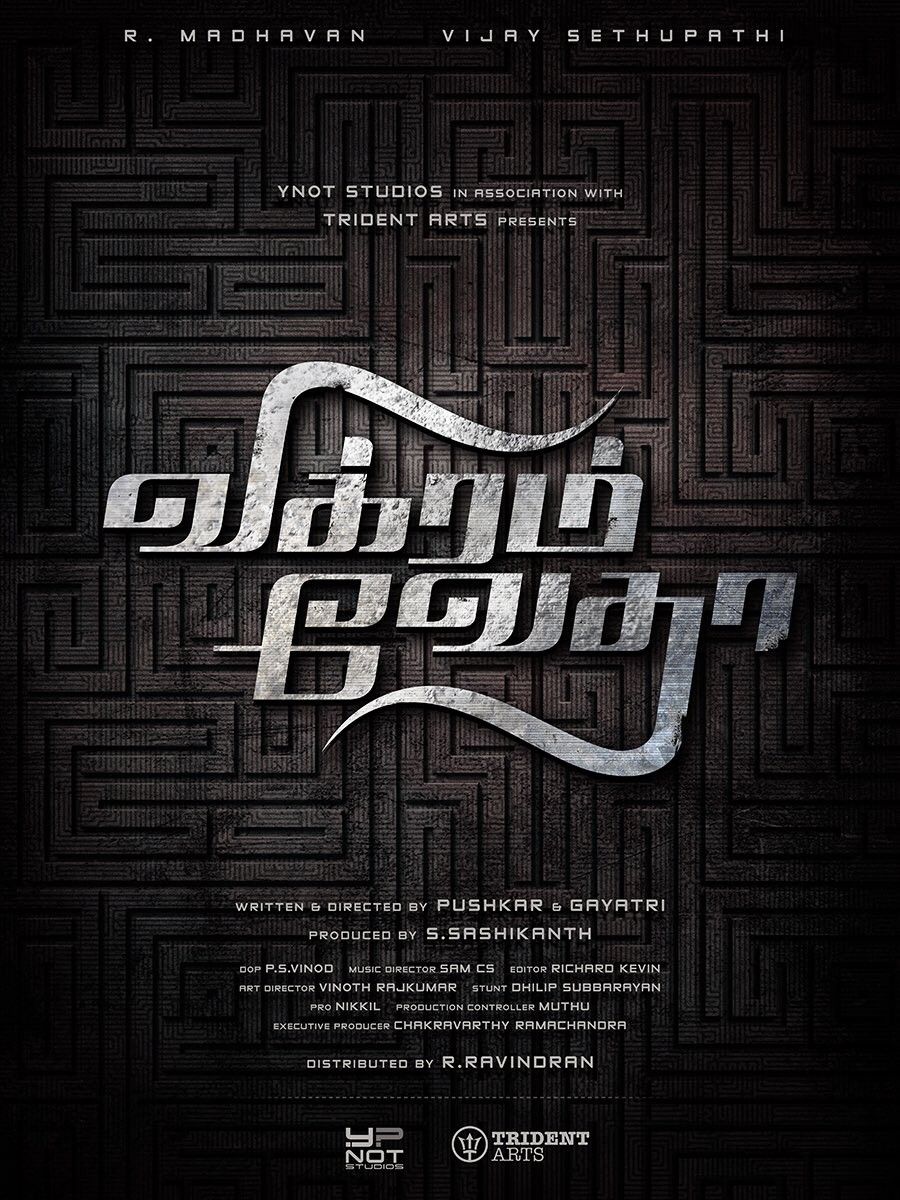 R. MADHAVAN VIJAY SETHUPATHI
YNOT STUDIOS IN ASSOCIATION WITH
TRIDENT ARTS PRESENTS
விக்ரம்
வேதா
WRITTEN & DIRECTED BY PUSHKAR & GAYATRI
PRODUCED BY S.SASHIKANTH
DOP P.S.VINOD MUSIC DIRECTOR SAM CS EDITOR RICHARD KEVIN
ART DIRECTOR VINOTH RAJKUMAR STUNT DHILIP SUBBARAYAN
PRO NIKKIL PRODUCTION CONTROLLER MUTHU
EXECUTIVE PRODUCER CHAKRAVARTHY RAMACHANDRA
DISTRIBUTED BY R.RAVINDRAN
YNOT STUDIOS
TRIDENT
ARTS